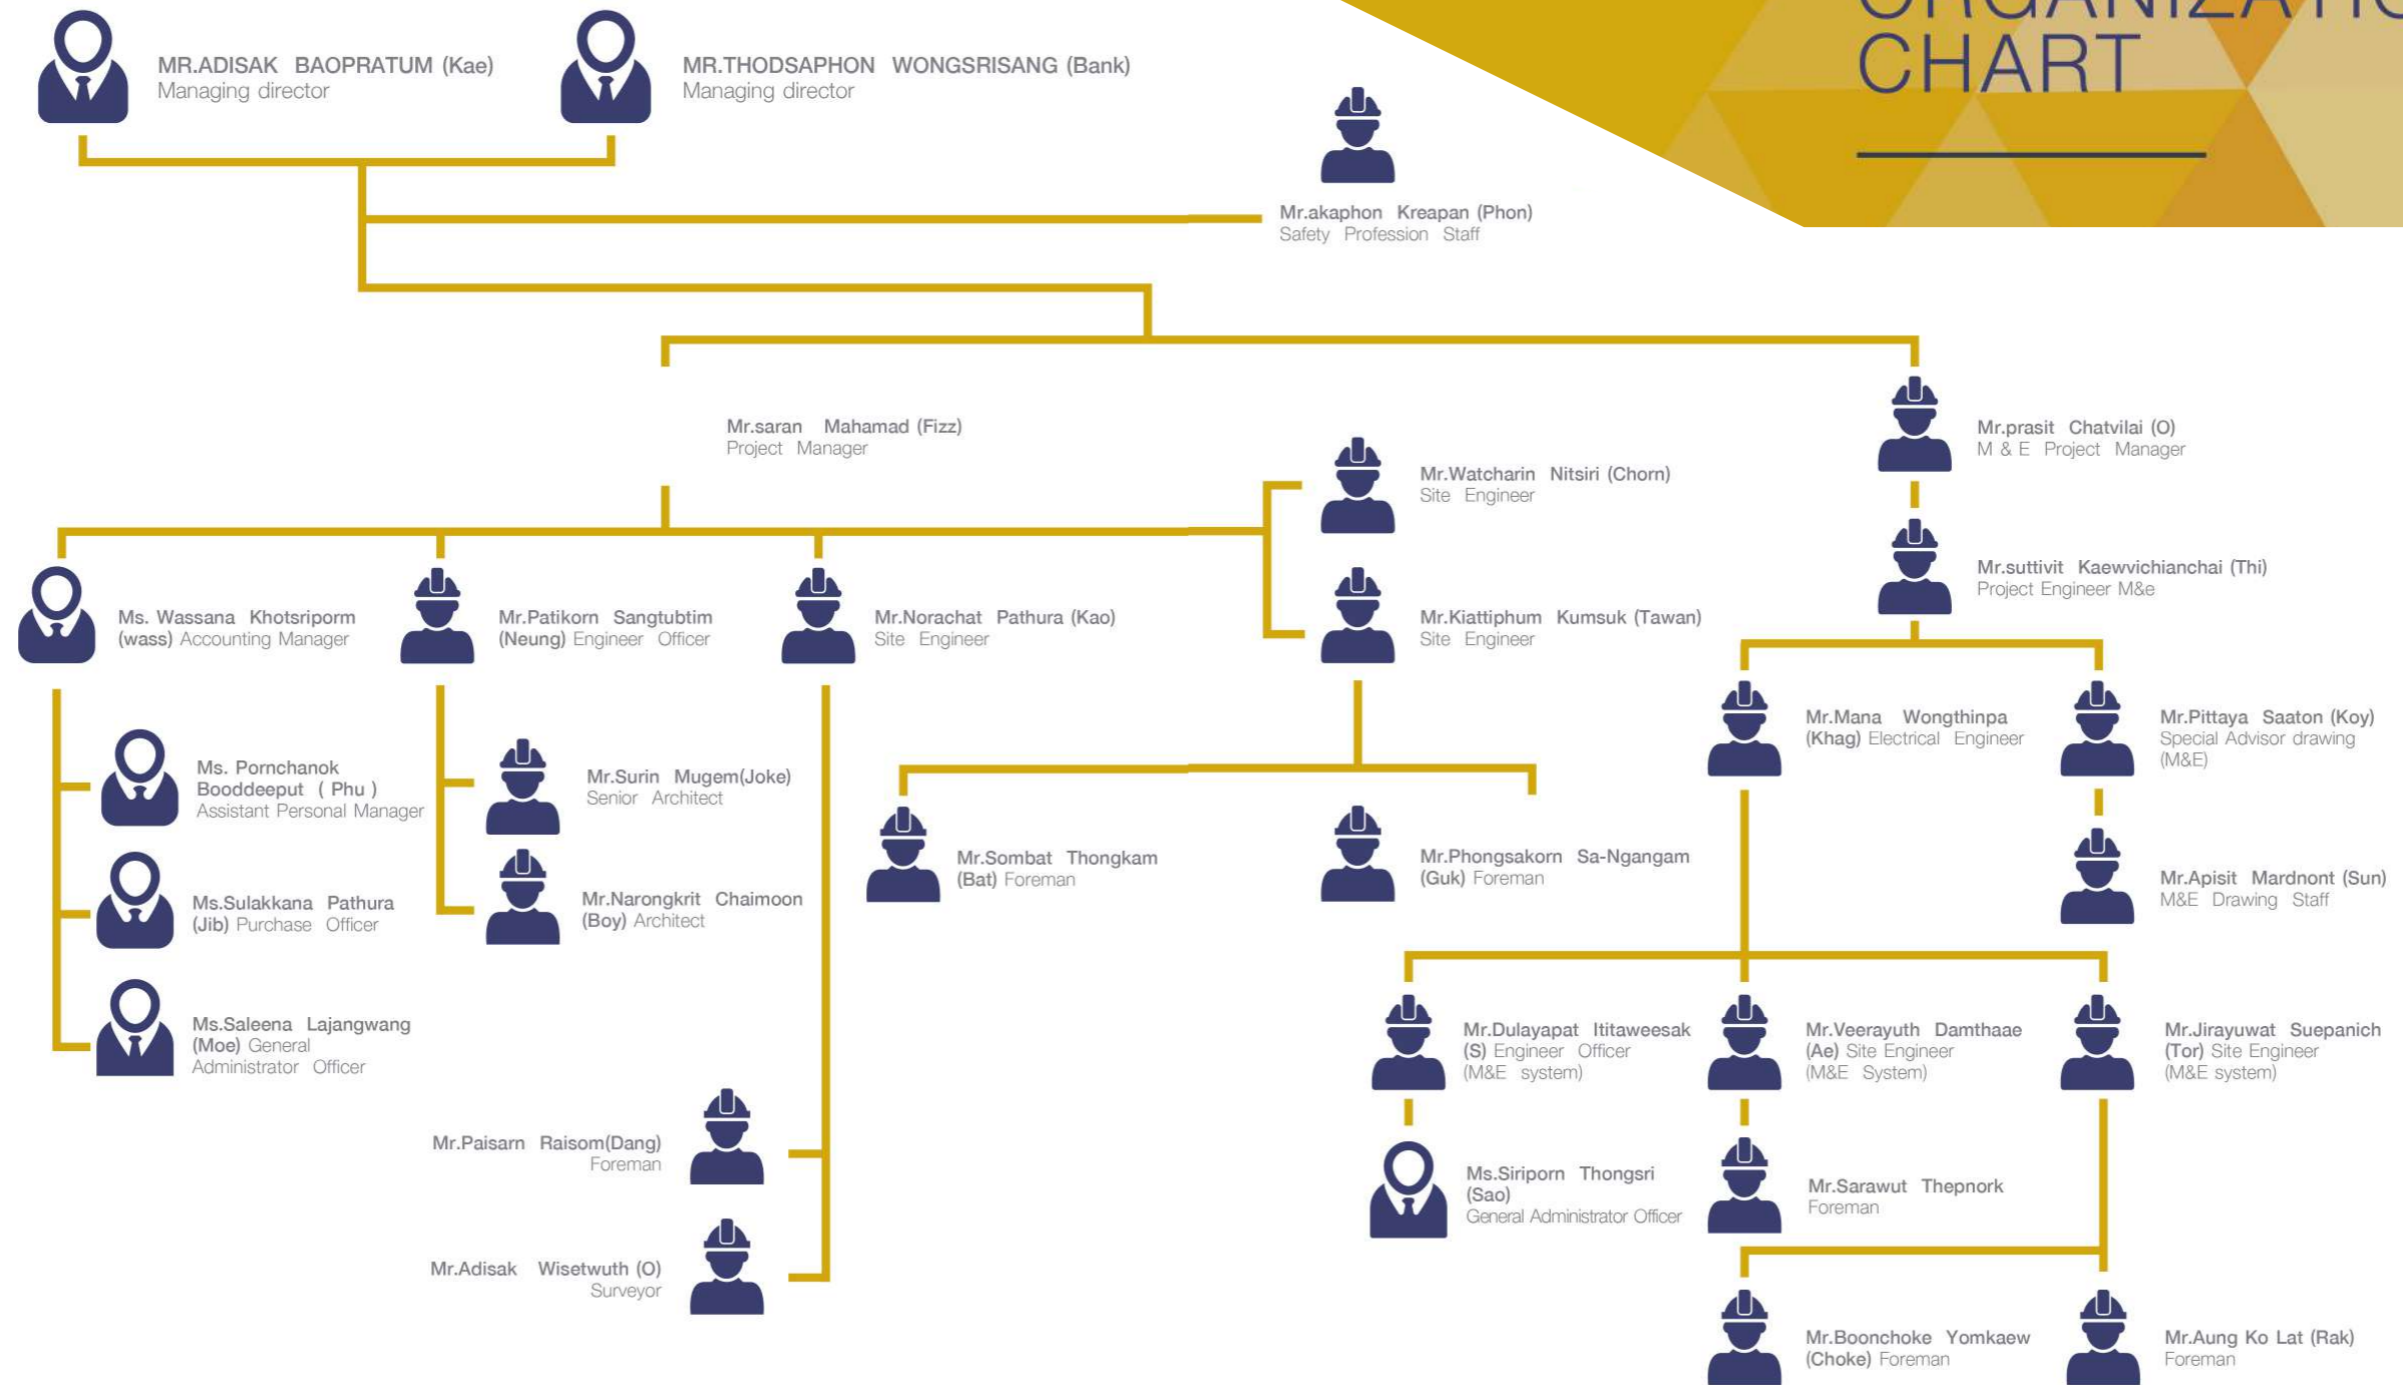 CHART
MR.ADISAK BAOPRATUM (Kae)
Managing director
MR.THODSAPHON WONGSRISANG (Bank)
Managing director
Mr.akaphon Kreapan (Phon)
Safety Profession Staff
Mr.saran Mahamad (Fizz)
Project Manager
Mr.prasit Chatvilai (O)
M & E Project Manager
Mr.Watcharin Nitsiri (Chorn)
Site Engineer
Mr.suttivit Kaewvichianchai (Thi)
Project Engineer M&e
Ms. Wassana Khotsriporm
(wass) Accounting Manager
Mr.Patikorn Sangtubtim
(Neung) Engineer Officer
Mr.Norachat Pathura (Kao)
Site Engineer
Mr.Kiattiphum Kumsuk (Tawan)
Site Engineer
Mr.Mana Wongthinpa
(Khag) Electrical Engineer
Mr.Pittaya Saaton (Koy)
Special Advisor drawing
(M&E)
Ms. Pornchanok
Booddeeput ( Phu )
Assistant Personal Manager
Mr.Surin Mugem(Joke)
Senior Architect
Mr.Sombat Thongkam
(Bat) Foreman
Mr.Phongsakorn Sa-Ngangam
(Guk) Foreman
Mr.Apisit Mardnont (Sun)
M&E Drawing Staff
Ms.Sulakkana Pathura
(Jib) Purchase Officer
Mr.Narongkrit Chaimoon
(Boy) Architect
Ms.Saleena Lajangwang
(Moe) General
Administrator Officer
Mr.Dulayapat Ititaweesak
(S) Engineer Officer
(M&E system)
Mr.Veerayuth Damthaae
(Ae) Site Engineer
(M&E System)
Mr.Jirayuwat Suepanich
(Tor) Site Engineer
(M&E system)
Mr.Paisarn Raisom(Dang)
Foreman
Ms.Siriporn Thongsri
(Sao)
General Administrator Officer
Mr.Sarawut Thepnork
Foreman
Mr.Adisak Wisetwuth (O)
Surveyor
Mr.Boonchoke Yomkaew
(Choke) Foreman
Mr.Aung Ko Lat (Rak)
Foreman